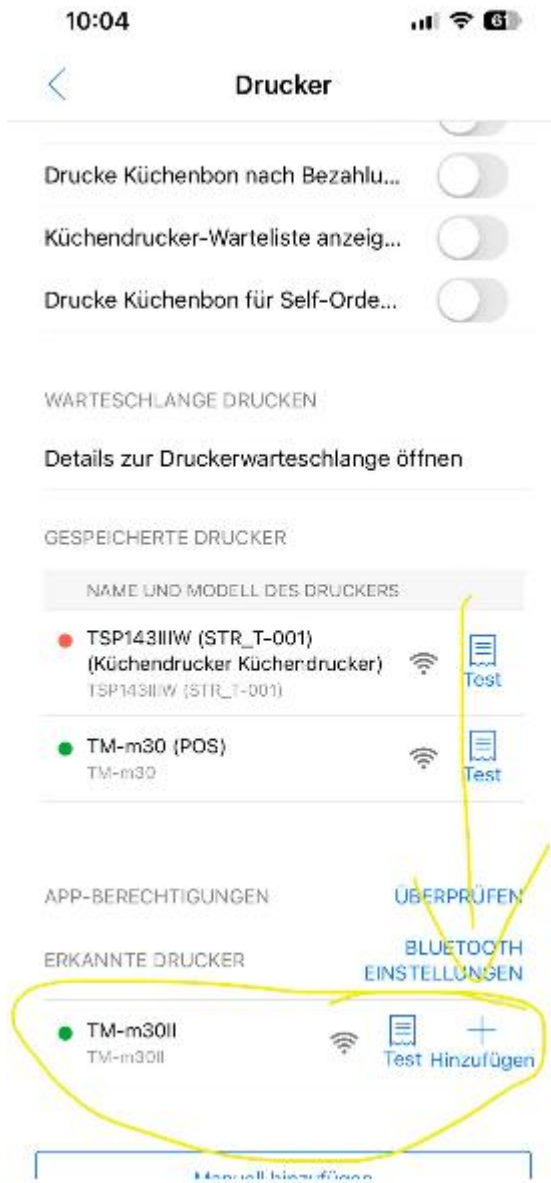 10:04
Drucker
Drucke Küchenbon nach Bezahlu...
Küchendrucker-Warteliste anzeig...
Drucke Küchenbon für Self-Orde...
WARTESCHLANGE DRUCKEN
Details zur Druckerwarteschlange öffnen
GESPEICHERTE DRUCKER
NAME UND MODELL DES DRUCKERS
TSP143IIIW (STR_T-001)
(Küchendrucker Küchendrucker)
TSP143IIIW (STR_T-001)
Test
TM-m30 (POS)
TM-m30
Test
APP-BERECHTIGUNGEN
ÜBERPRÜFEN
ERKANNTE DRUCKER
BLUETOOTH
EINSTELLUNGEN
TM-m30II
TM-m30II
Test Hinzufügen
Manuell hinzufügen